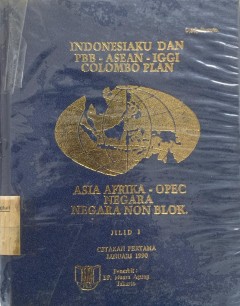 INDONESIAKU DAN
PBB - ASEAN - IGGI
COLOMBO PLAN
ASIA AFRIKA - OPEC
NEGARA
NEGARA NON BLOK.
JILID I
CETAKAN PERTAMA
JANUARI 1990
Penerbit :
Jakarta